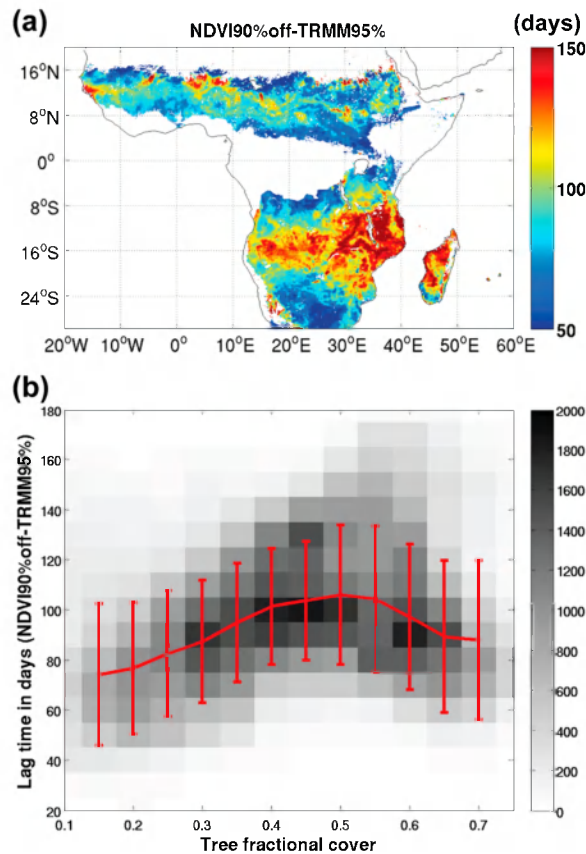 (a)
NDVI90%off-TRMM95%
(days)
16°N
8°N
0°
8°S
16°S
24°S
20°W
10°W
0°
10°E
20°E
30°E
40°E
50°E
60°E
150
100
50
(b)
Lag time in days (NDVI90%off-TRMM95%)
180
160
140
120
100
80
60
40
20
0.1
0.2
0.3
0.4
0.5
0.6
0.7
Tree fractional cover
2000
1800
1600
1400
1200
1000
800
600
400
200
0